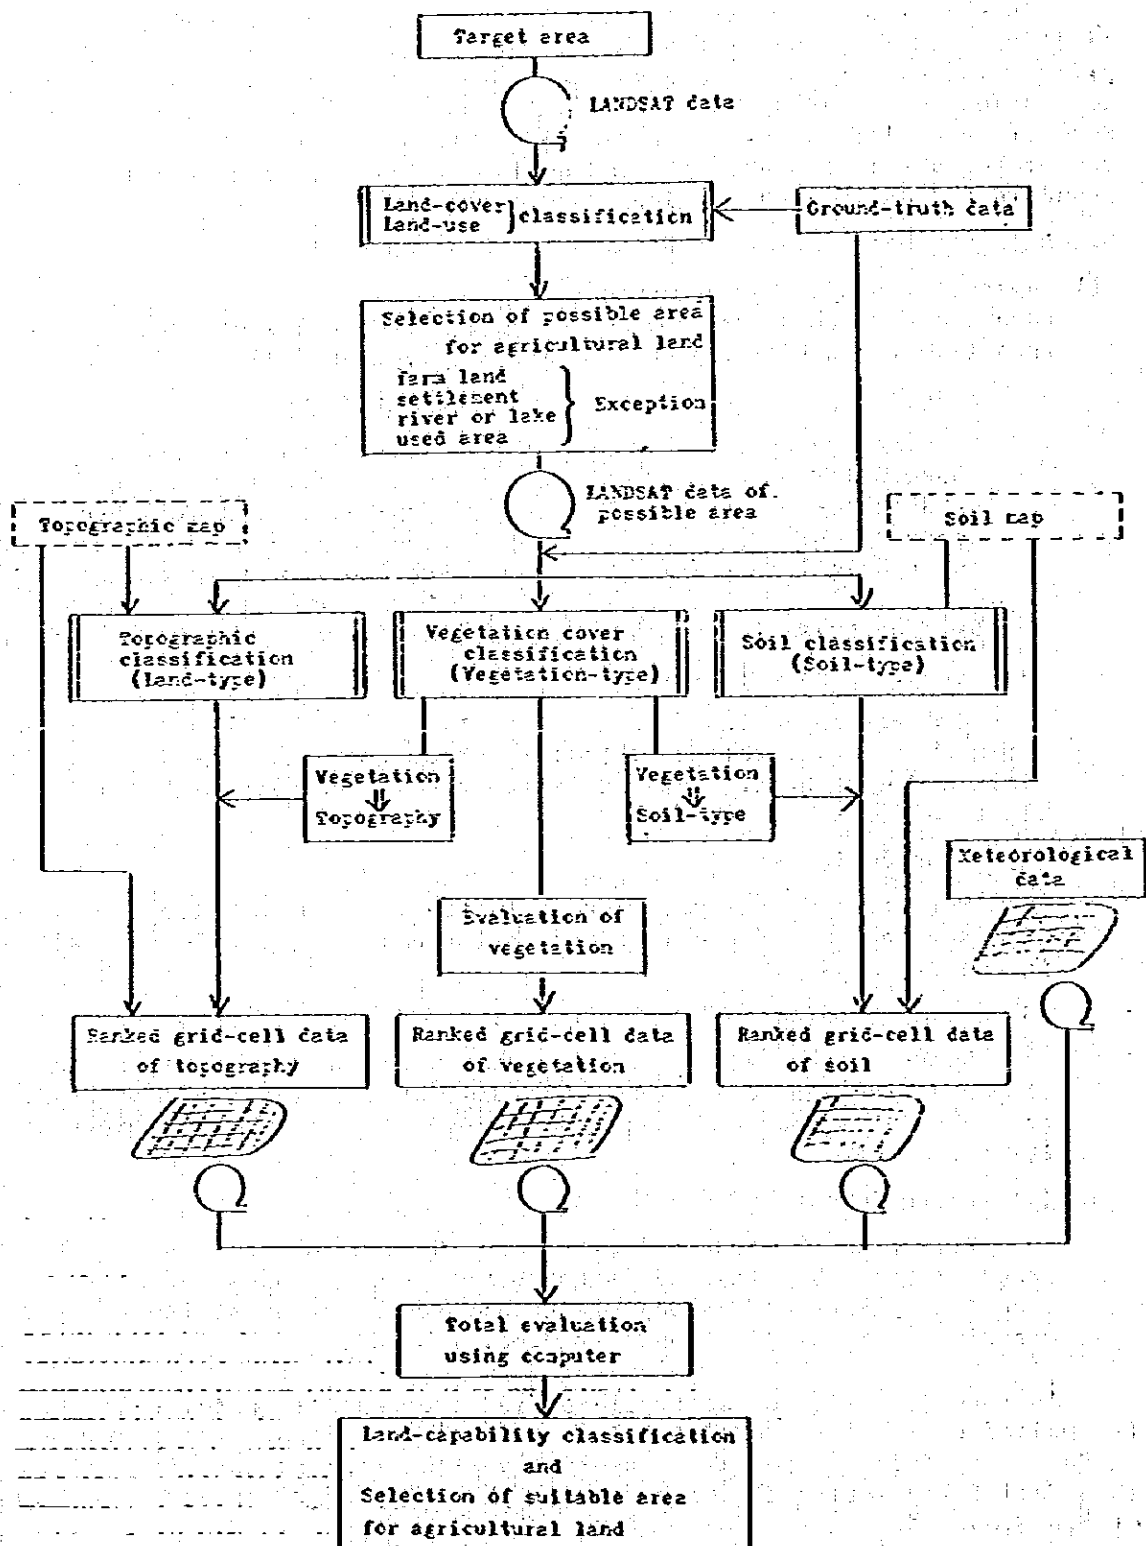 Target area
LANDSAT data
Land-cover
Land-use
classification
Ground-truth data
Selection of possible area
for agricultural land
farm land
settlement
river or lake
used area
Exception
LANDSAT data of
possible area
Topographic map
Soil map
Topographic
classification
(Land-type)
Vegetation cover
classification
(Vegetation-type)
Soil classification
(Soil-type)
Vegetation
Topography
Vegetation
Soil-type
Meteorological
data
Evaluation of
vegetation
Ranked grid-cell data
of topography
Ranked grid-cell data
of vegetation
Ranked grid-cell data
of soil
Total evaluation
using computer
Land-capability classification
and
Selection of suitable area
for agricultural land